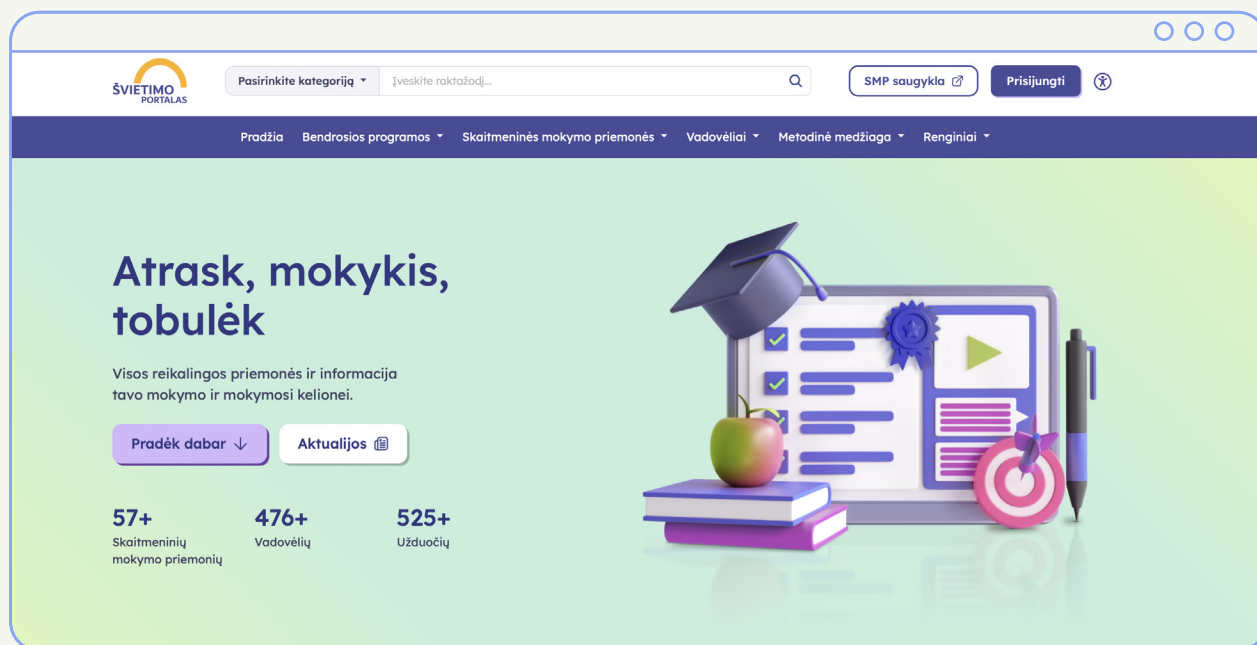 ŠVIETIMO
PORTALAS
Pasirinkite kategoriją
Įveskite raktažodį...
SMP saugykla
Prisijungti
Pradžia Bendrosios programos Skaitmeninės mokymo priemonės Vadovėliai Metodinė medžiaga Renginiai
Atrask, mokykis,
tobulėk
Visos reikalingos priemonės ir informacija
tavo mokymo ir mokymosi kelionei.
Pradėk dabar
Aktualijos
57+ 476+ 525+
Skaitmeninių Vadovėlių Užduočių
mokymo priemonių